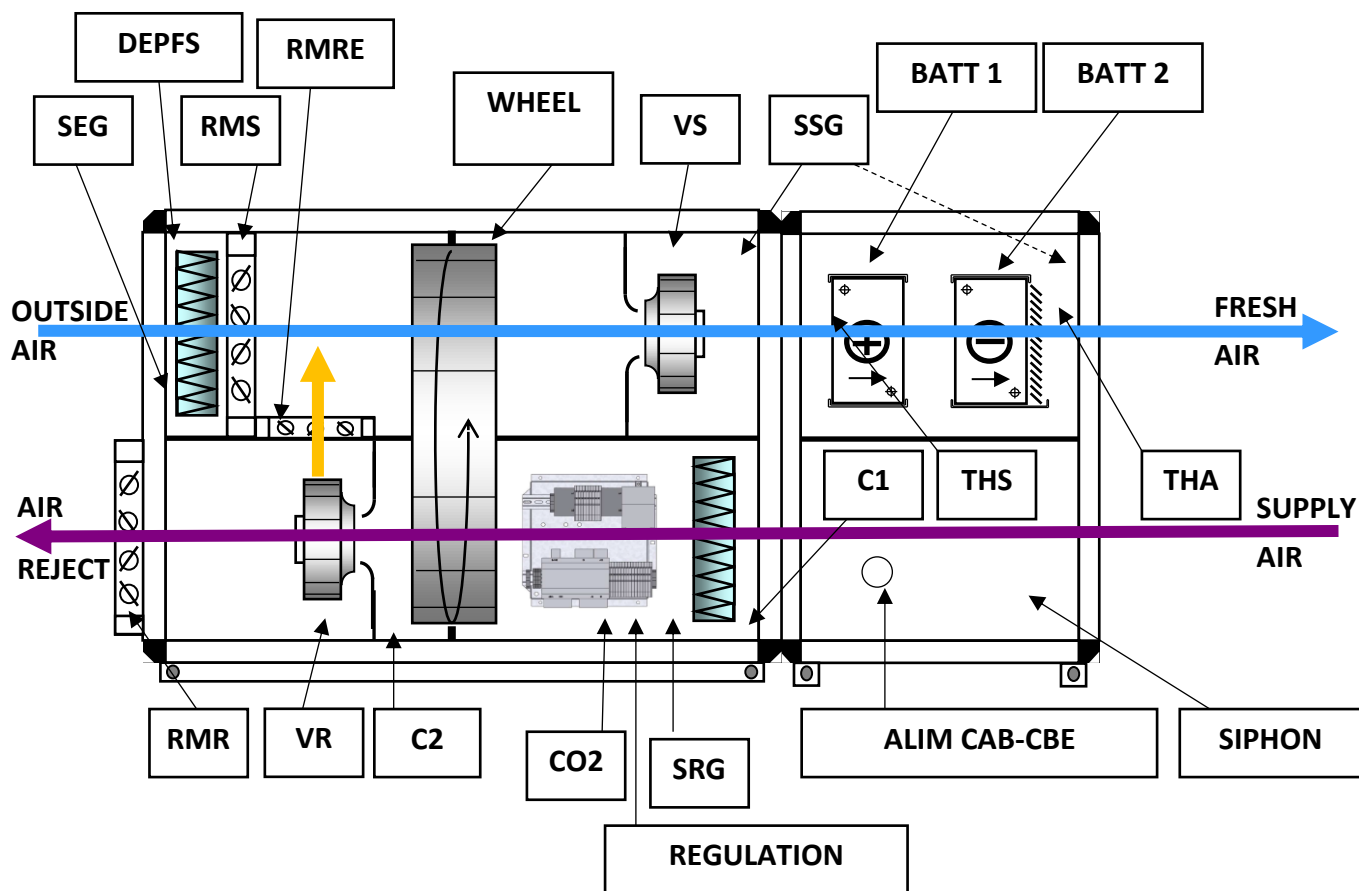 DEPFS
RMRE
BATT 1
BATT 2
WHEEL
SEG
RMS
VS
SSG
OUTSIDE
AIR
FRESH
AIR
C1
THS
THA
AIR
REJECT
SUPPLY
AIR
RMR
VR
C2
CO2
SRG
ALIM CAB-CBE
SIPHON
REGULATION